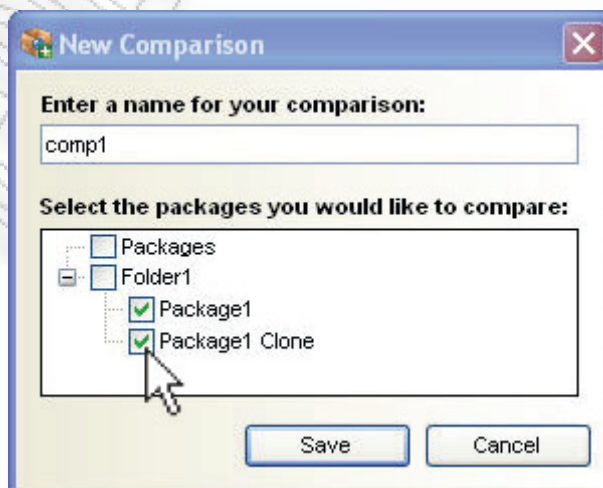 New Comparison
Enter a name for your comparison:
comp1
Select the packages you would like to compare:
Packages
Folder1
Package1
Package1 Clone
Save Cancel